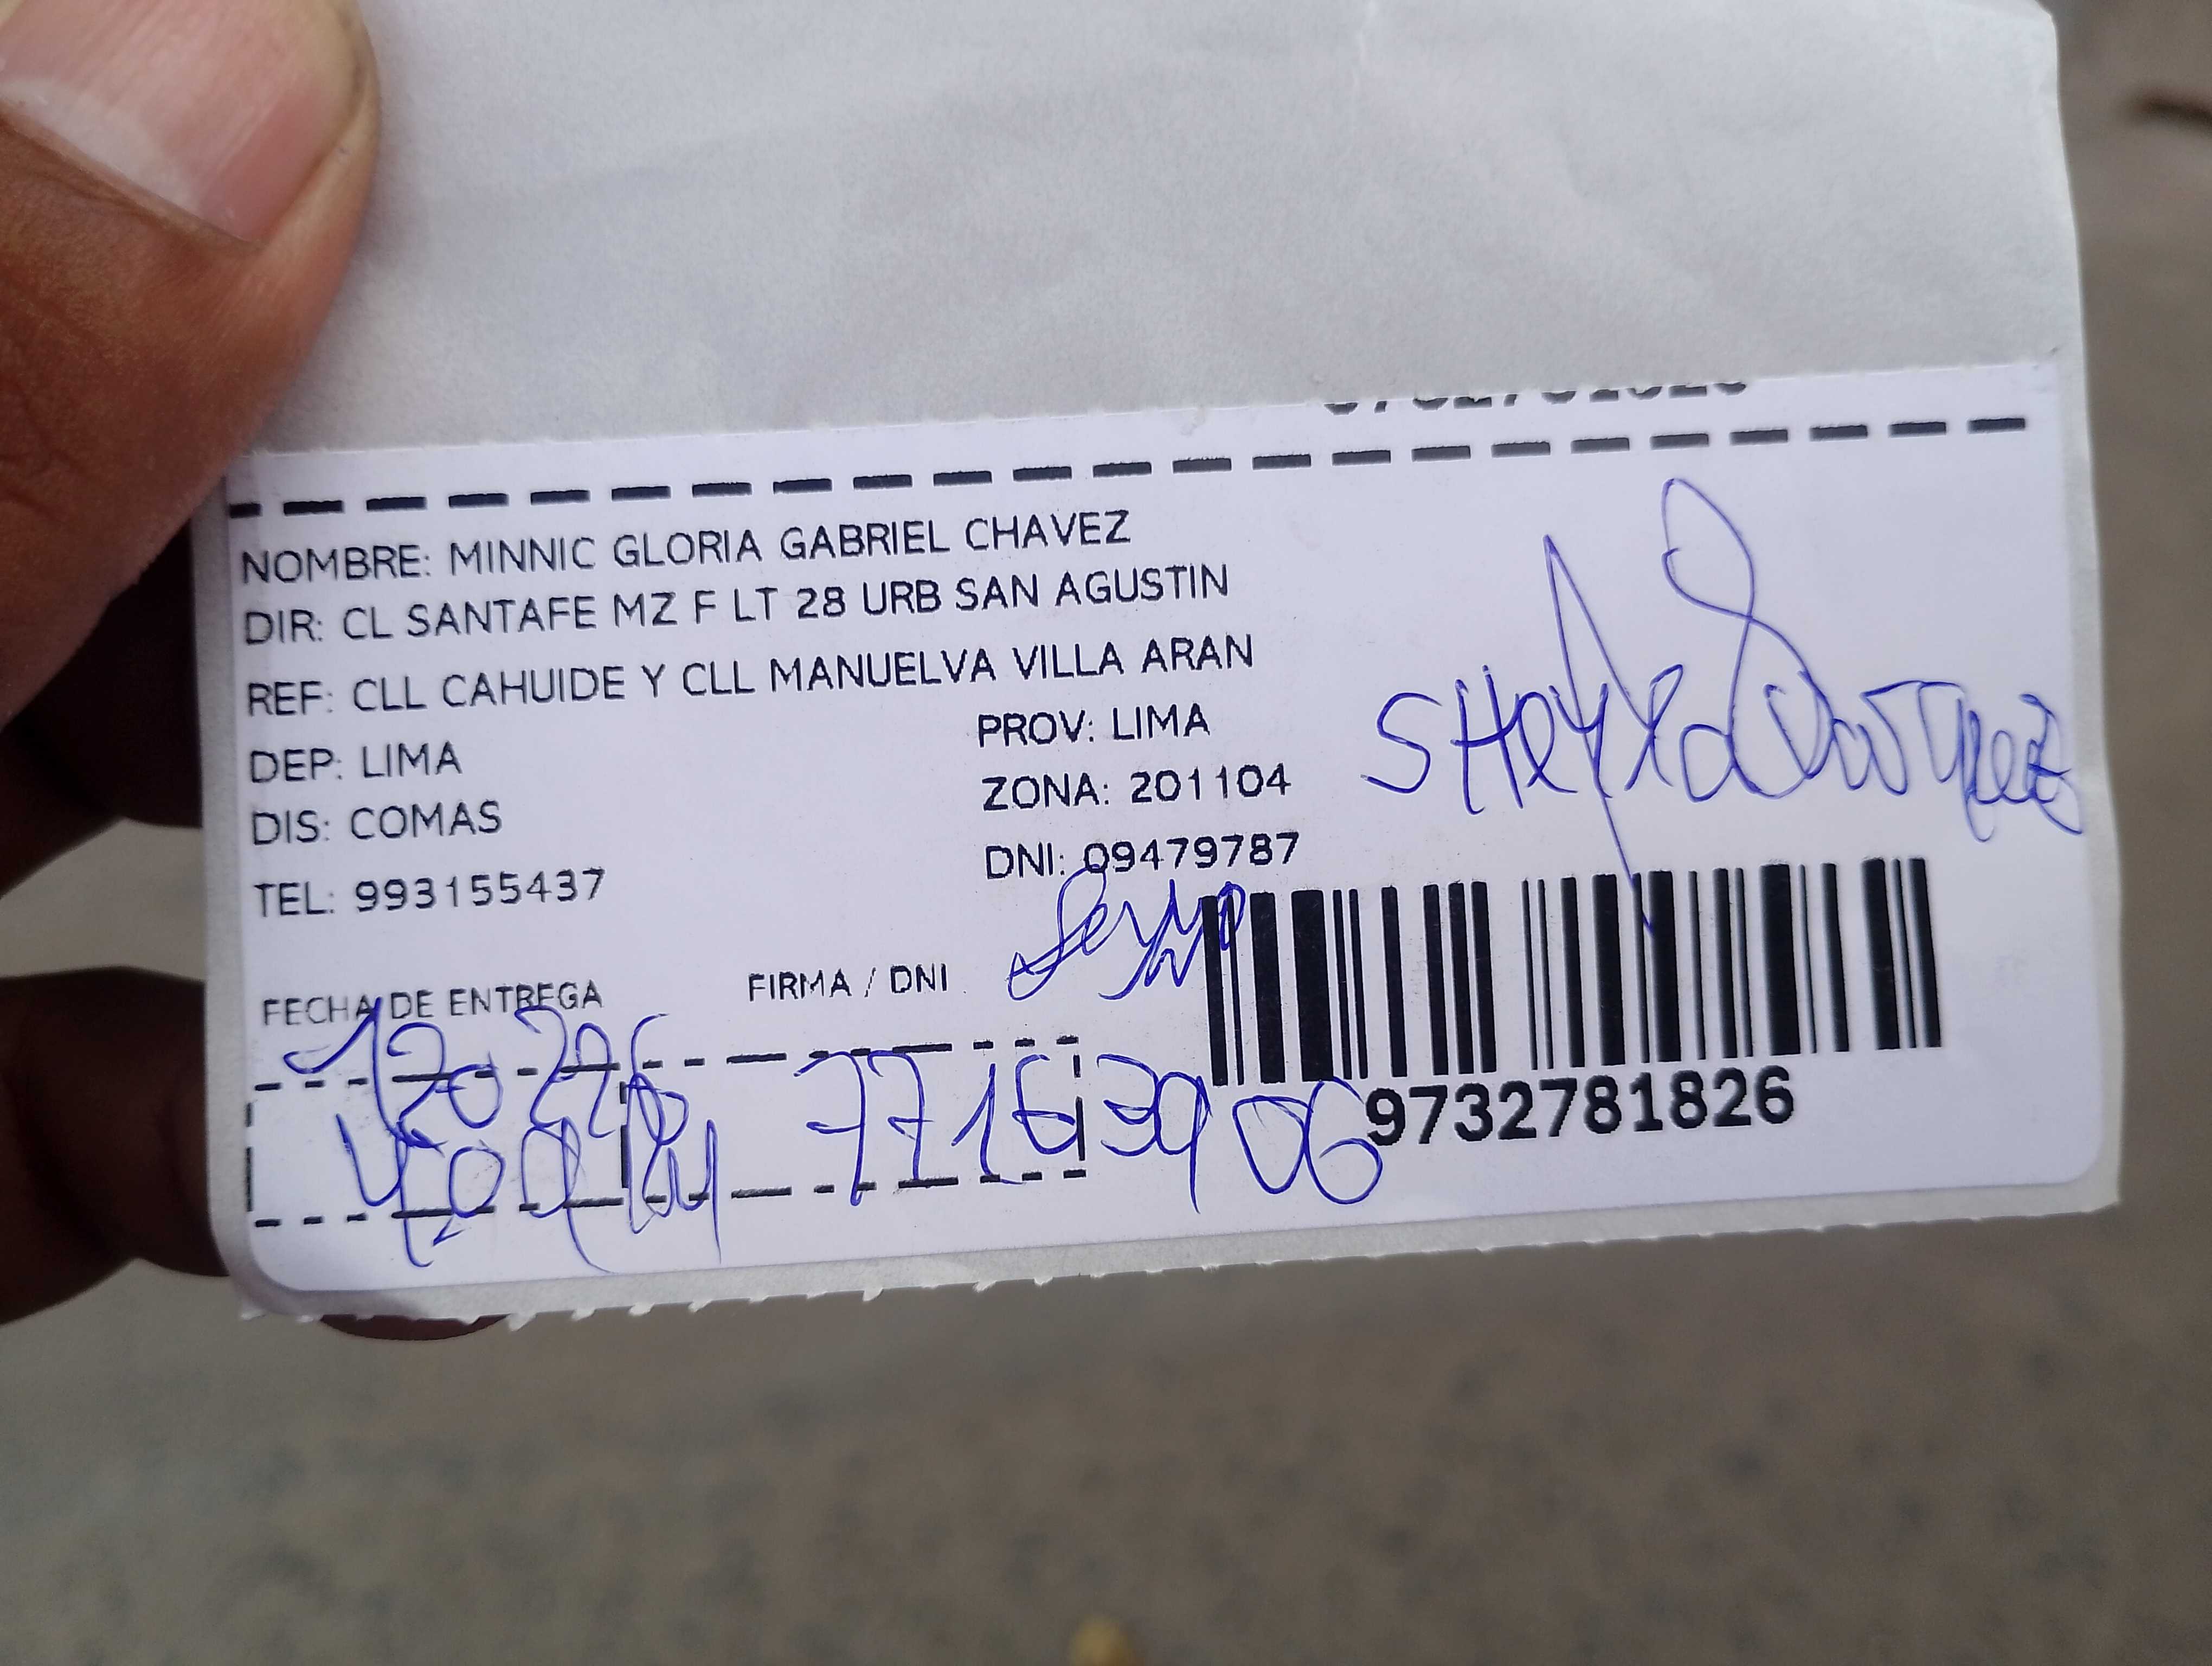 NOMBRE: MINNIC GLORIA GABRIEL CHAVEZ
DIR: CL SANTAFE MZ F LT 28 URB SAN AGUSTIN
REF: CLL CAHUIDE Y CLL MANUELVA VILLA ARAN
DEP: LIMA PROV: LIMA
DIS: COMAS ZONA: 201104
TEL: 993155437 DNI: 09479787
FECHA DE ENTREGA FIRMA / DNI
77163906
9732781826